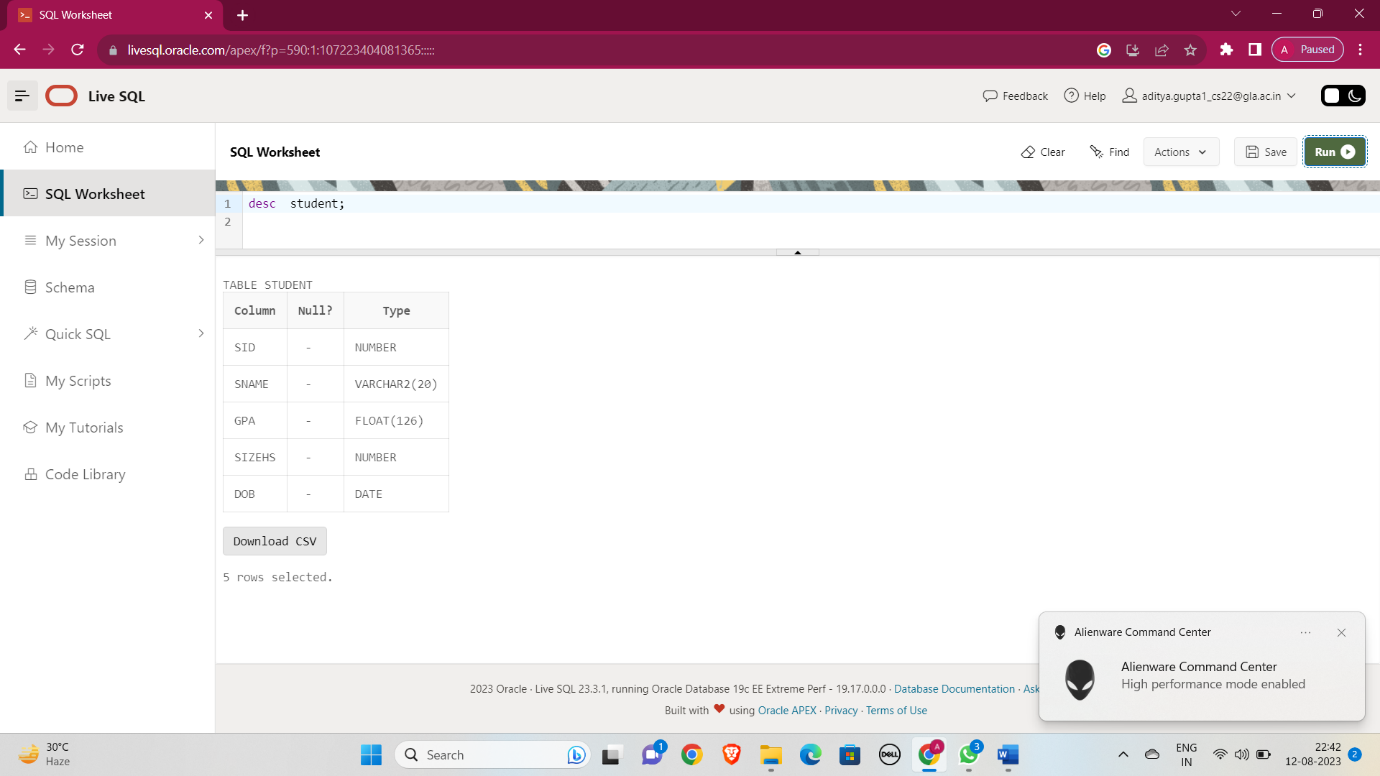 SQL Worksheet
livesql.oracle.com/apex/f?p=590:1:107223404081365:::::
A Paused
Live SQL
Feedback
Help
aditya.gupta1_cs22@gla.ac.in
Home
SQL Worksheet
My Session
Schema
Quick SQL
My Scripts
My Tutorials
Code Library
SQL Worksheet
Clear
Find
Actions
Save
Run
1 desc  student;
2
TABLE STUDENT
Column Null? Type
SID - NUMBER
SNAME - VARCHAR2(20)
GPA - FLOAT(126)
SIZEHS - NUMBER
DOB - DATE
Download CSV
5 rows selected.
2023 Oracle · Live SQL 23.3.1, running Oracle Database 19c EE Extreme Perf - 19.17.0.0.0 · Database Documentation · Ask
Built with ❤ using Oracle APEX · Privacy · Terms of Use
Alienware Command Center
Alienware Command Center
High performance mode enabled
30°C
Haze
Search
1
DELL
A
3
W
ENG
IN
22:42
12-08-2023
2